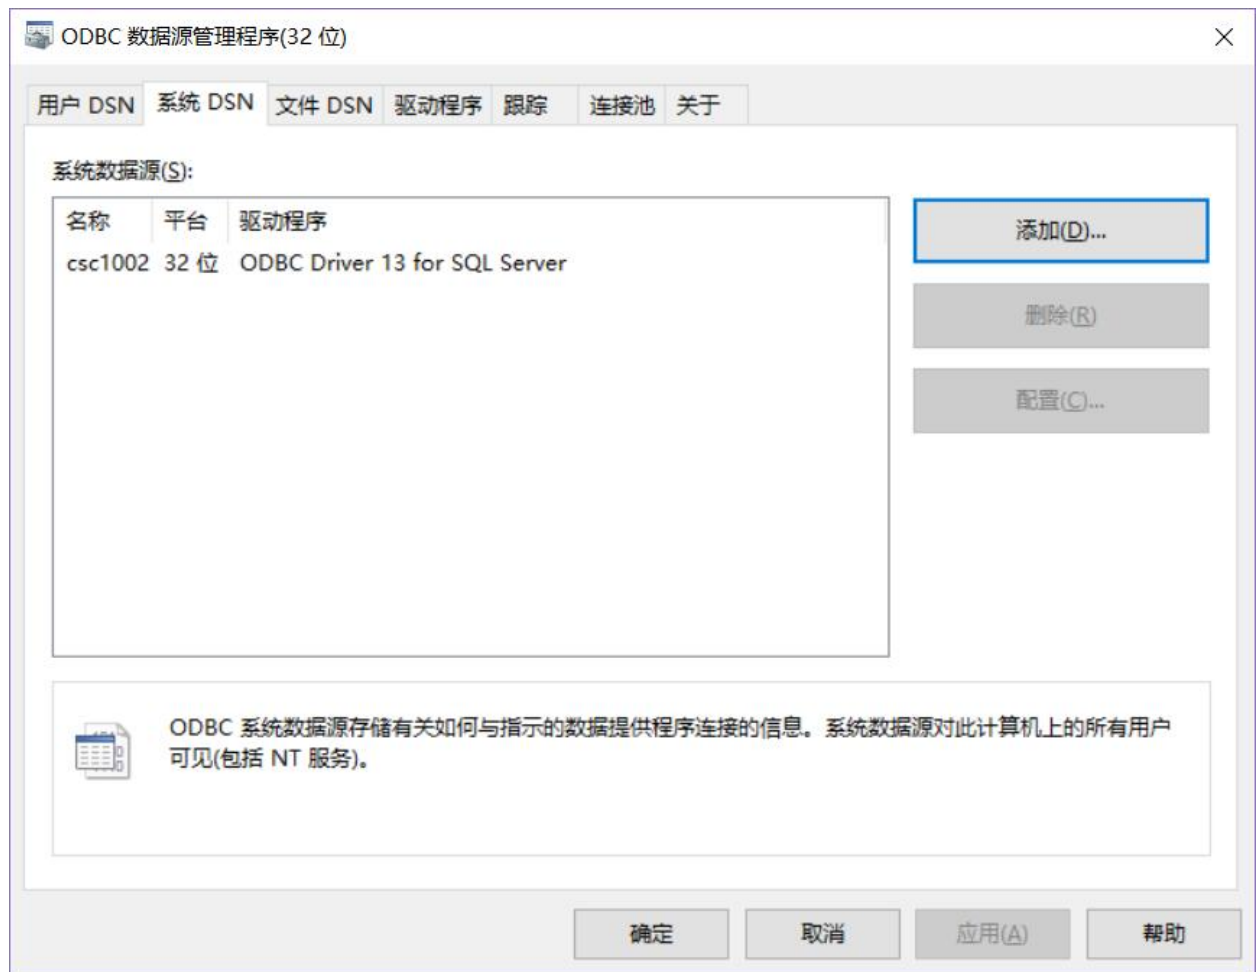 ODBC 数据源管理程序(32 位)
用户 DSN 系统 DSN 文件 DSN 驱动程序 跟踪 连接池 关于
系统数据源(S):
名称 平台 驱动程序
csc1002 32 位 ODBC Driver 13 for SQL Server
添加(D)...
删除(R)
配置(C)...
ODBC 系统数据源存储有关如何与指示的数据提供程序连接的信息。系统数据源对此计算机上的所有用户
可见(包括 NT 服务)。
确定 取消 应用(A) 帮助